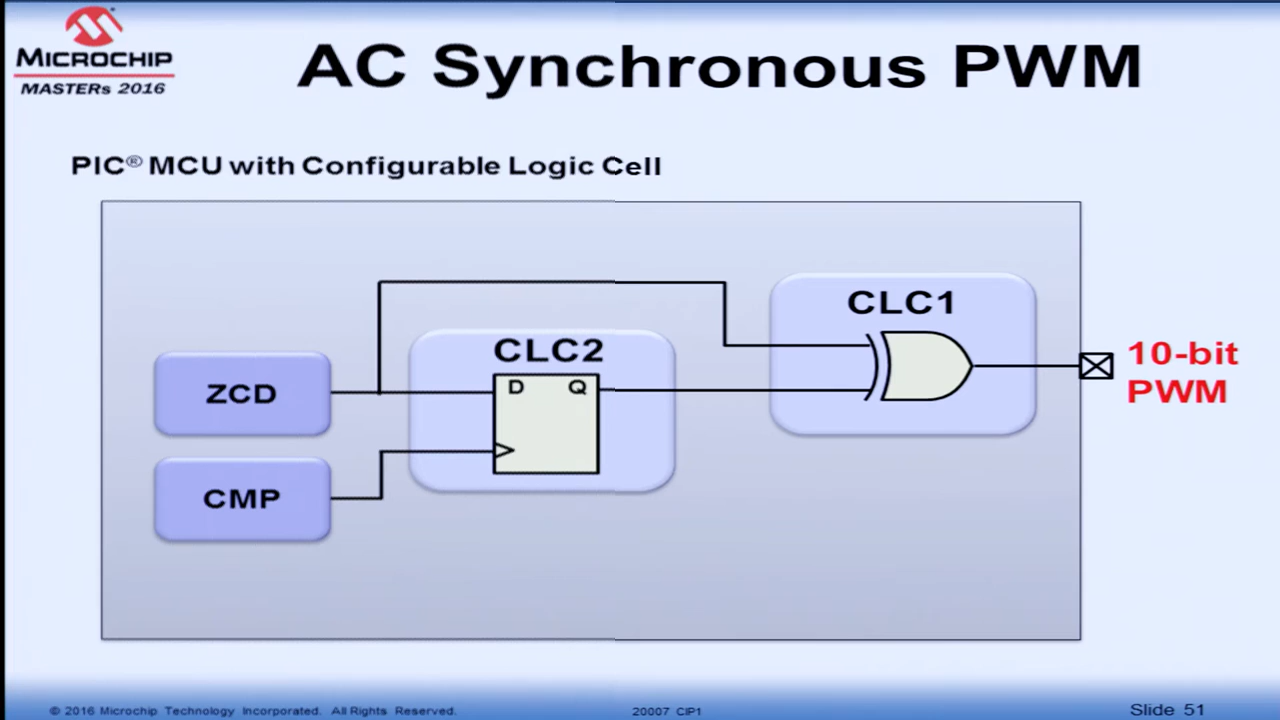 MICROCHIP
MASTERs 2016
AC Synchronous PWM
PIC® MCU with Configurable Logic Cell
CLC1
CLC2
D Q
ZCD
CMP
10-bit
PWM
© 2016 Microchip Technology Incorporated. All Rights Reserved.
20007 CIP1
Slide 51